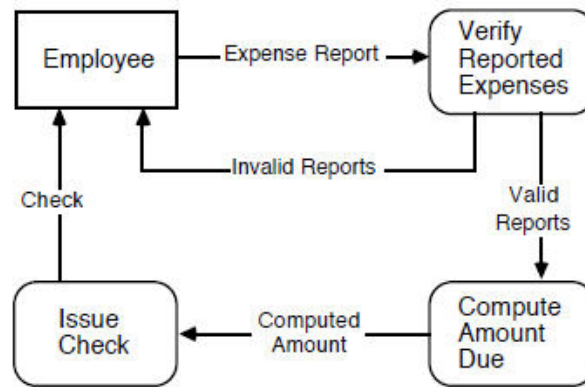 Employee
Expense Report
Verify
Reported
Expenses
Invalid Reports
Check
Valid
Reports
Issue
Check
Computed
Amount
Compute
Amount
Due